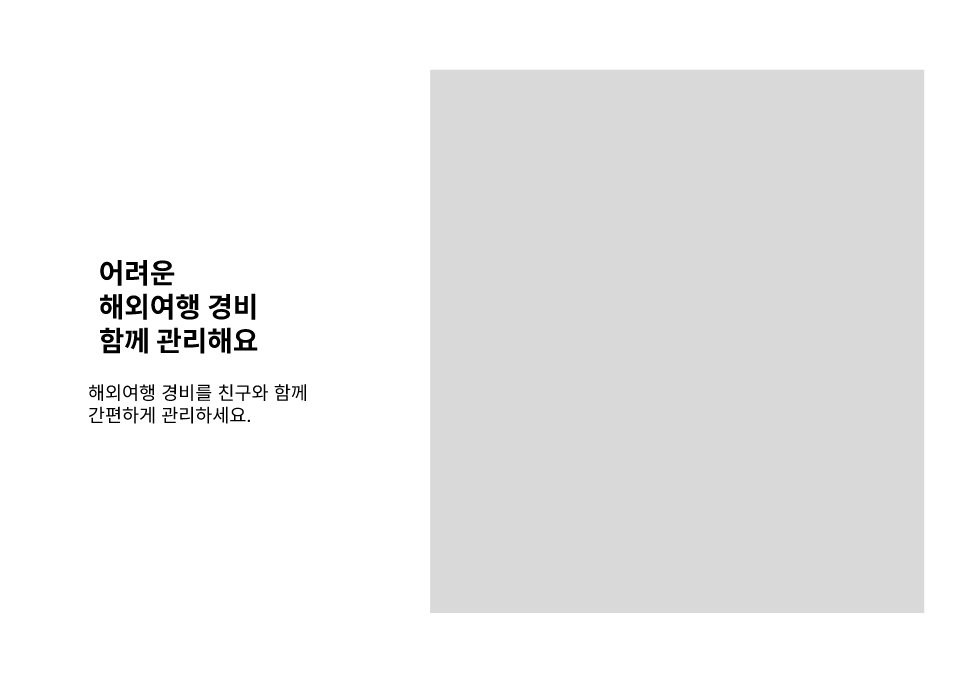 어려운
해외여행 경비
함께 관리해요
해외여행 경비를 친구와 함께
간편하게 관리하세요.